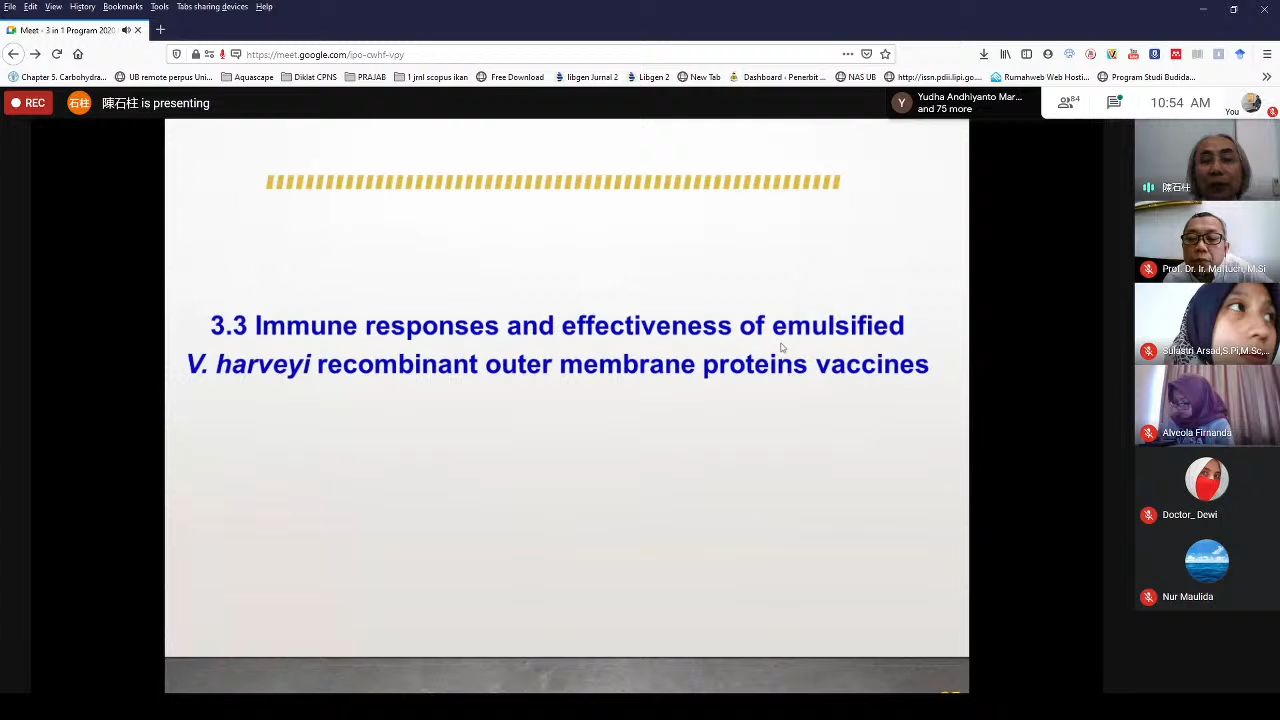 File Edit View History Bookmarks Tools Tabs sharing devices Help
Meet - 3 in 1 Program 2020
https://meet.google.com/ipo-cwhf-vpy
Chapter 5. Carbohydra... UB remote perpus Uni... Aquascape Diklat CPNS PRAJAB 1 jml scopus ikan Free Download libgen Jurnal 2 Libgen 2 New Tab Dashboard ‹ Penerbit ... NAS UB http://issn.pdii.lipi.go.... Rumahweb Web Hosti... Program Studi Budida...
REC
石柱
陳石柱 is presenting
Y
Yudha Andhiyanto Mar...
and 75 more
84
10:54 AM
You
3.3 Immune responses and effectiveness of emulsified
V. harveyi recombinant outer membrane proteins vaccines
陳石柱
Prof. Dr. Ir. Maftuch, M.Si
Sulastri Arsad,S.Pi,M.Sc,...
Alveola Firnanda
Doctor_ Dewi
Nur Maulida